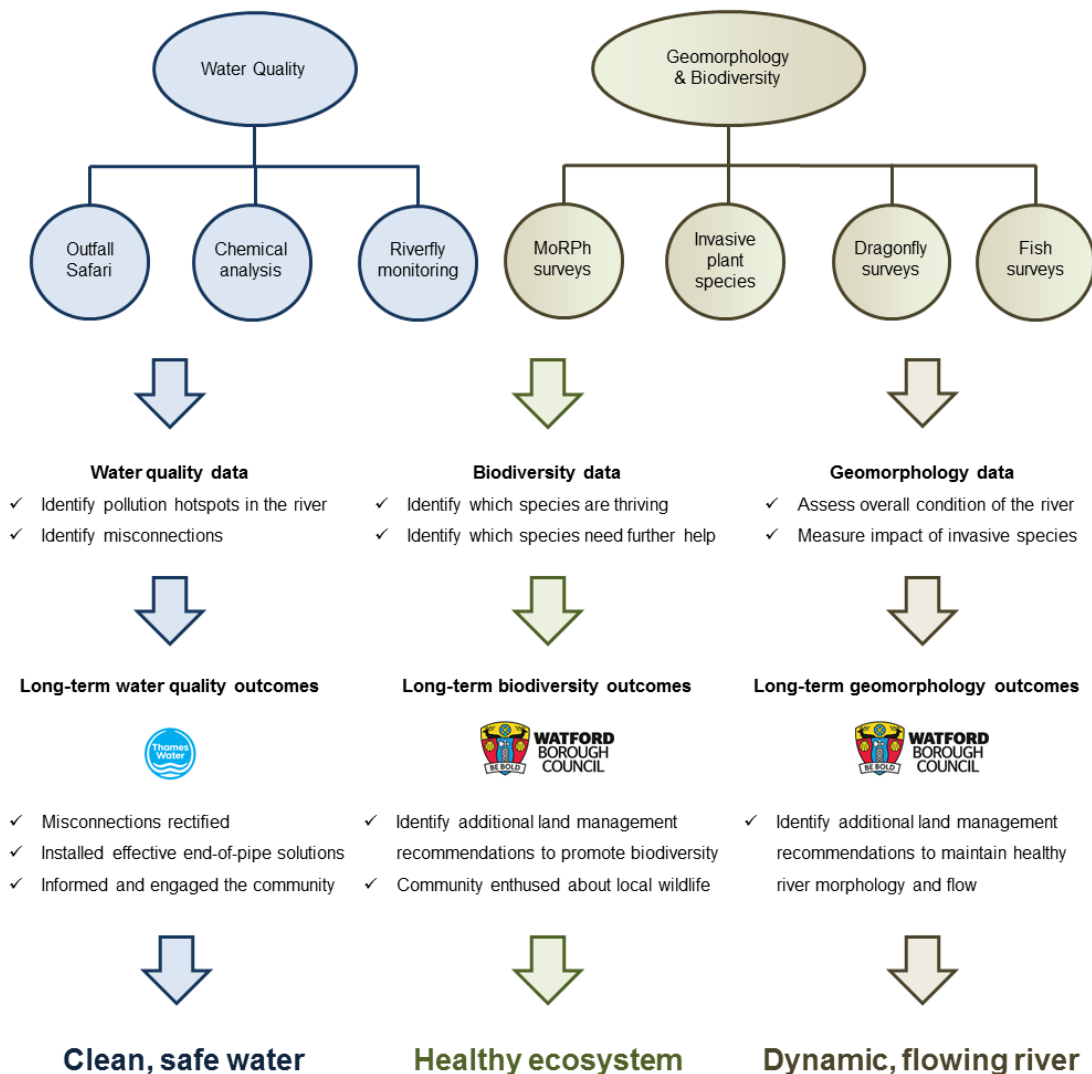 Water Quality
Geomorphology
& Biodiversity
Outfall
Safari
Chemical
analysis
Riverfly
monitoring
MoRPh
surveys
Invasive
plant
species
Dragonfly
surveys
Fish
surveys
Water quality data
✓ Identify pollution hotspots in the river
✓ Identify misconnections
Biodiversity data
✓ Identify which species are thriving
✓ Identify which species need further help
Geomorphology data
✓ Assess overall condition of the river
✓ Measure impact of invasive species
Long-term water quality outcomes
Thames
Water
✓ Misconnections rectified
✓ Installed effective end-of-pipe solutions
✓ Informed and engaged the community
Long-term biodiversity outcomes
BE BOLD
WATFORD
BOROUGH
COUNCIL
✓ Identify additional land management
recommendations to promote biodiversity
✓ Community enthused about local wildlife
Long-term geomorphology outcomes
BE BOLD
WATFORD
BOROUGH
COUNCIL
✓ Identify additional land management
recommendations to maintain healthy
river morphology and flow
Clean, safe water
Healthy ecosystem
Dynamic, flowing river